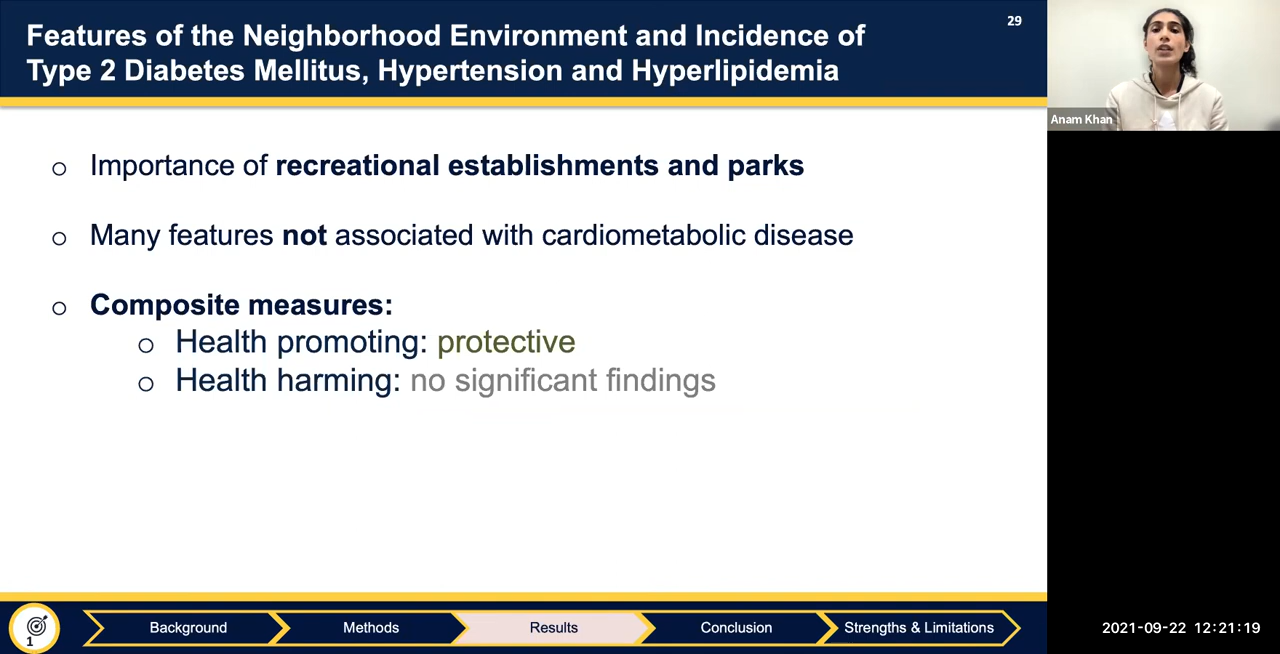 Features of the Neighborhood Environment and Incidence of
Type 2 Diabetes Mellitus, Hypertension and Hyperlipidemia
29
Anam Khan
Importance of recreational establishments and parks
Many features not associated with cardiometabolic disease
Composite measures:
Health promoting: protective
Health harming: no significant findings
1
Background
Methods
Results
Conclusion
Strengths & Limitations
2021-09-22 12:21:19